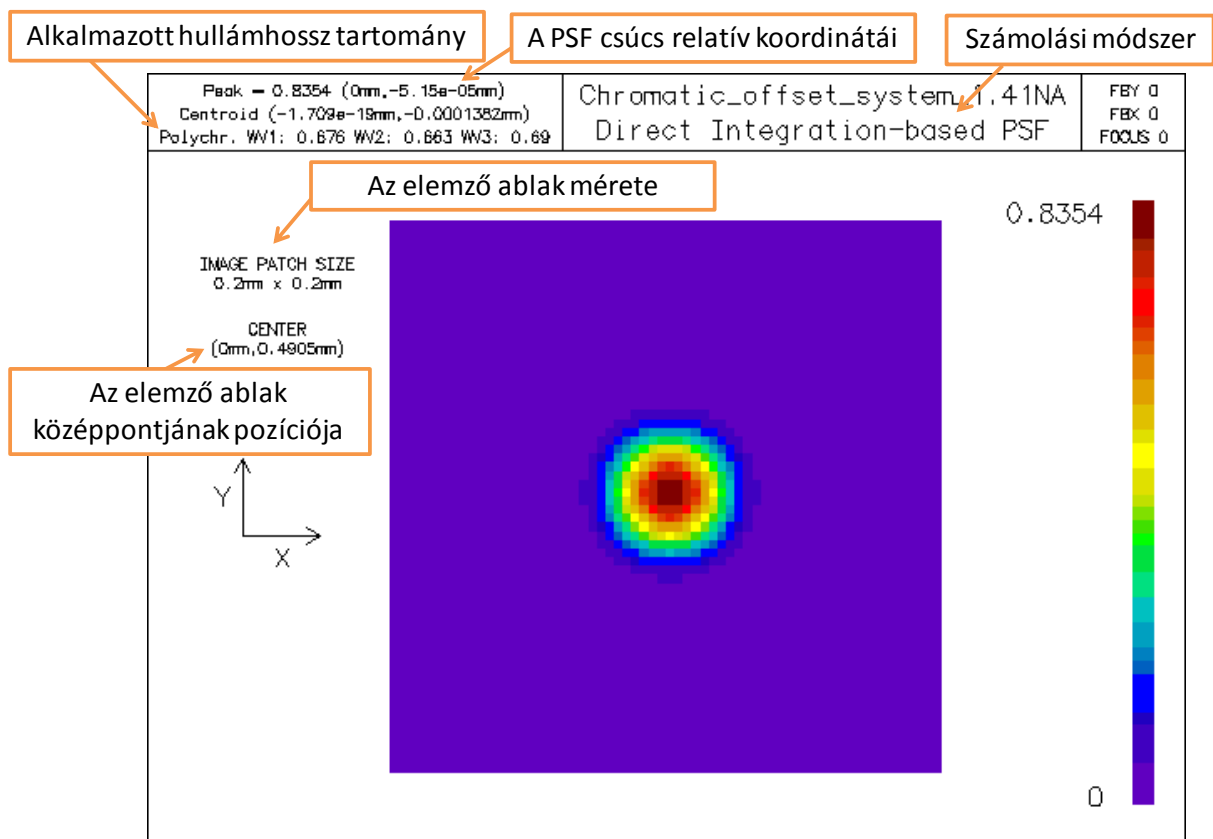 Alkalmazott hullámhossz tartomány
A PSF csúcs relatív koordinátái
Számolási módszer
Peak = 0.8354 (0mm,-5.15e-05mm)
Centroid (-1.709e-19mm,-0.0001382mm)
Polychr. WV1: 0.676 WV2: 0.663 WV3: 0.69
Chromatic_offset_system_1.41NA
Direct Integration-based PSF
FBY 0
FBX 0
FOCUS 0
Az elemző ablak mérete
0.8354
IMAGE PATCH SIZE
0.2mm x 0.2mm
CENTER
(0mm,0.4905mm)
Az elemző ablak
középpontjának pozíciója
Y
X
0